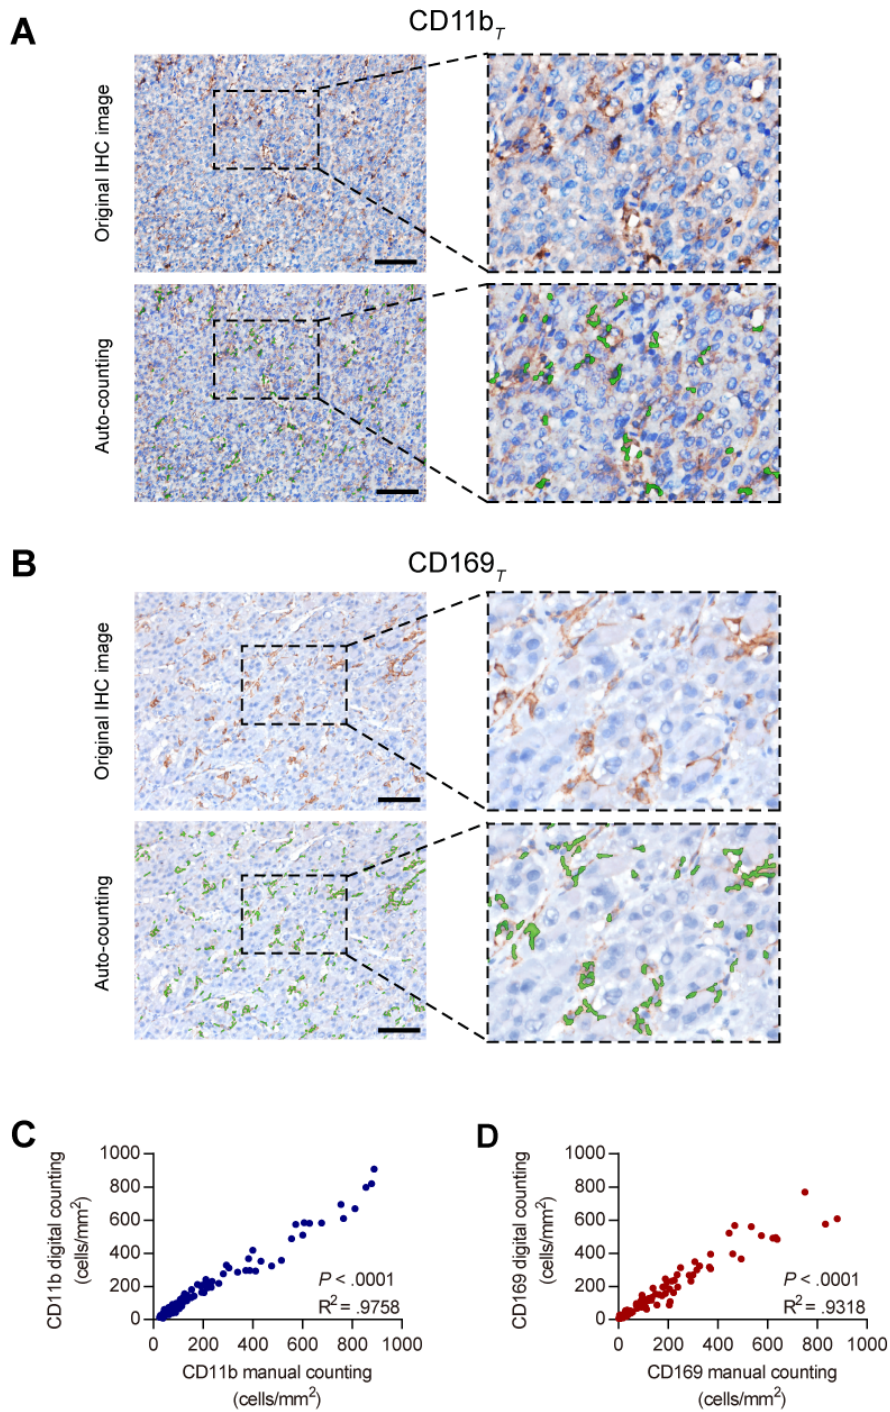 A
CD11bT
Original IHC image
Auto-counting
B
CD169T
Original IHC image
Auto-counting
C
CD11b digital counting
(cells/mm²)
1000
800
600
400
200
0
P < .0001
R² = .9758
0 200 400 600 800 1000
CD11b manual counting
(cells/mm²)
D
CD169 digital counting
(cells/mm²)
1000
800
600
400
200
0
P < .0001
R² = .9318
0 200 400 600 800 1000
CD169 manual counting
(cells/mm²)